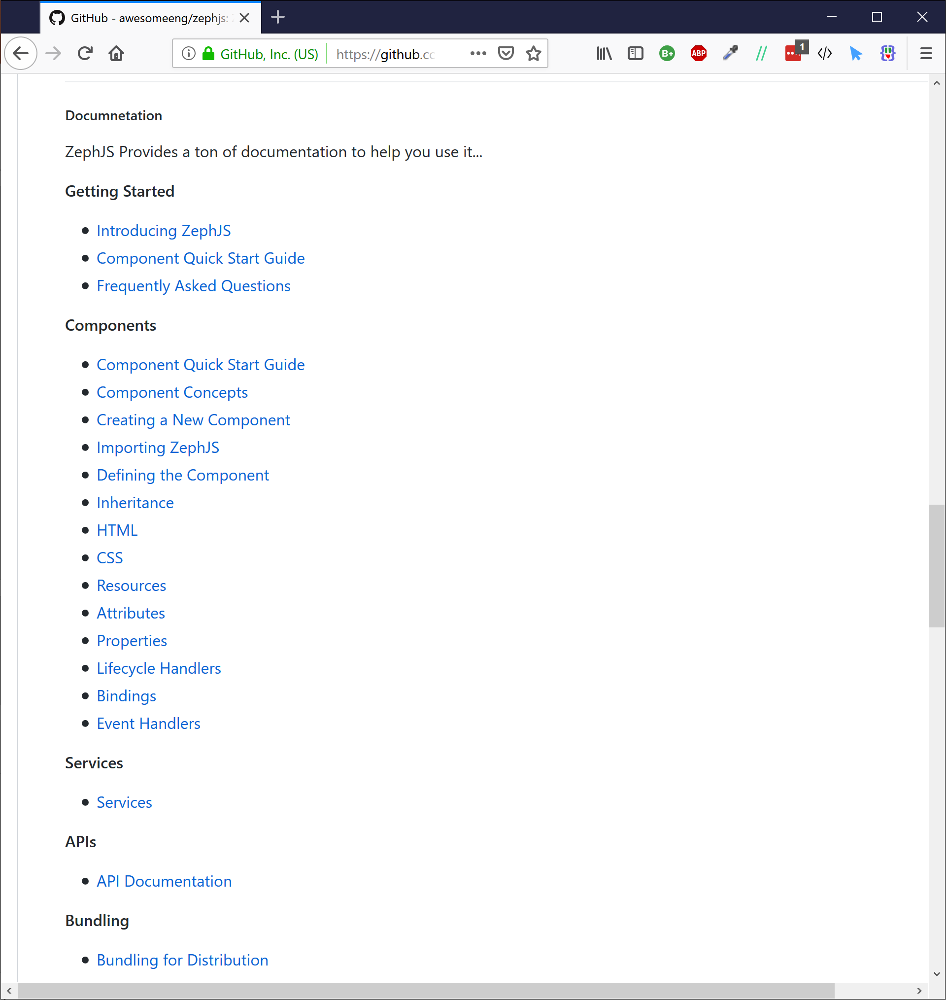 GitHub - awesomeeng/zephjs:
GitHub, Inc. (US) https://github.co
B+ ABP 1
Documnetation
ZephJS Provides a ton of documentation to help you use it...
Getting Started
Introducing ZephJS
Component Quick Start Guide
Frequently Asked Questions
Components
Component Quick Start Guide
Component Concepts
Creating a New Component
Importing ZephJS
Defining the Component
Inheritance
HTML
CSS
Resources
Attributes
Properties
Lifecycle Handlers
Bindings
Event Handlers
Services
Services
APIs
API Documentation
Bundling
Bundling for Distribution